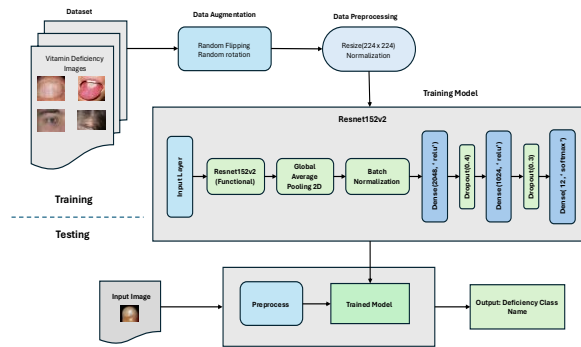 Dataset
Data Augmentation
Data Preprocessing
Vitamin Deficiency
Images
Random Flipping
Random rotation
Resize(224 x 224)
Normalization
Training Model
Resnet152v2
Input Layer
Resnet152v2
(Functional)
Global
Average
Pooling 2D
Batch
Normalization
Dense(2048, 'relu')
Dropout(0.4)
Dense(1024, 'relu')
Dropout(0.3)
Dense( 12,' softmax')
Training
Testing
Input Image
Preprocess
Trained Model
Output: Deficiency Class
Name